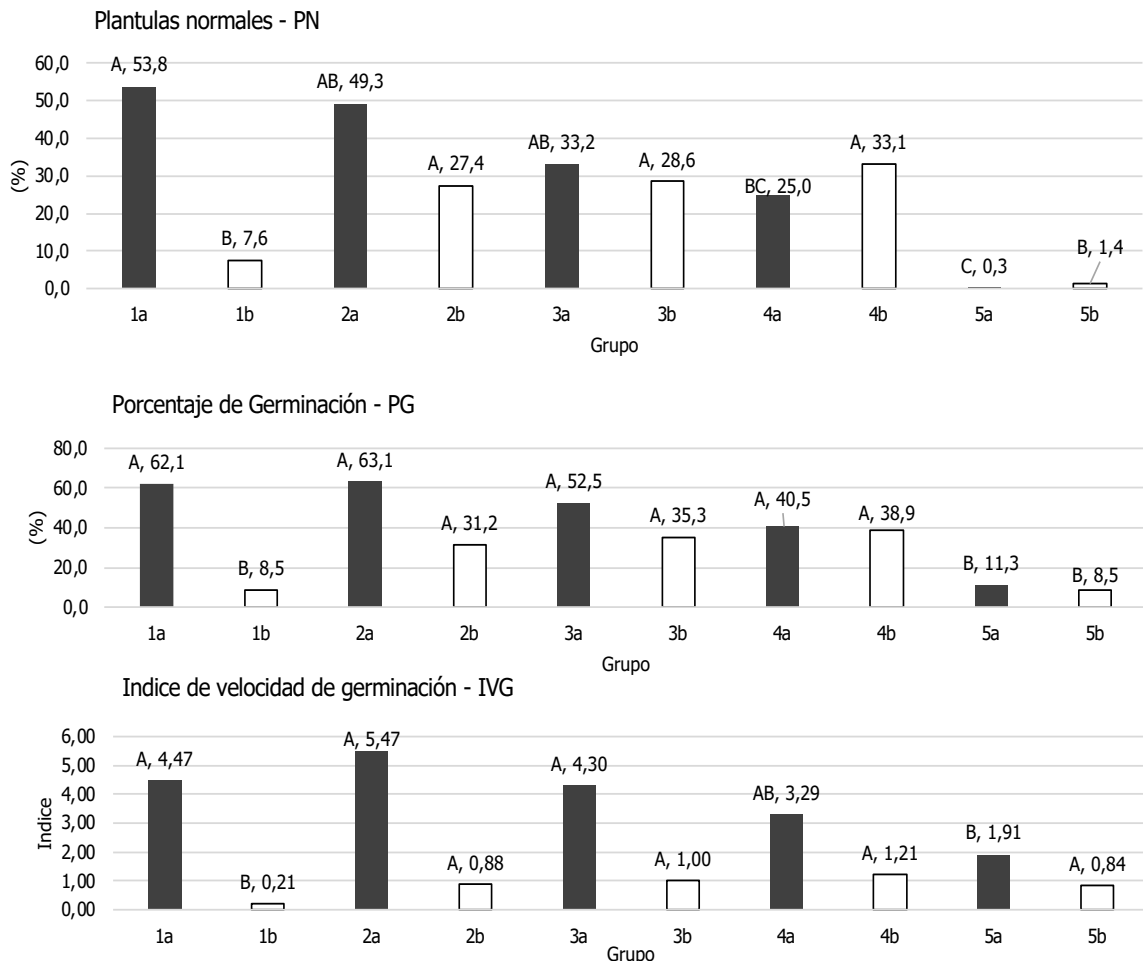 Plantulas normales - PN
60,0
50,0
40,0
30,0
20,0
10,0
0,0
(%)
A, 53,8
B, 7,6
AB, 49,3
A, 27,4
AB, 33,2
A, 28,6
BC, 25,0
A, 33,1
C, 0,3
B, 1,4
1a 1b 2a 2b 3a 3b 4a 4b 5a 5b
Grupo
Porcentaje de Germinación - PG
80,0
60,0
40,0
20,0
0,0
(%)
A, 62,1
B, 8,5
A, 63,1
A, 31,2
A, 52,5
A, 35,3
A, 40,5
A, 38,9
B, 11,3
B, 8,5
1a 1b 2a 2b 3a 3b 4a 4b 5a 5b
Grupo
Indice de velocidad de germinación - IVG
6,00
5,00
4,00
3,00
2,00
1,00
0,00
Indice
A, 4,47
B, 0,21
A, 5,47
A, 0,88
A, 4,30
A, 1,00
AB, 3,29
A, 1,21
B, 1,91
A, 0,84
1a 1b 2a 2b 3a 3b 4a 4b 5a 5b
Grupo